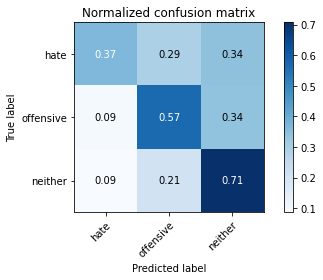 Normalized confusion matrix
True label
hate
offensive
neither
0.37 0.29 0.34
0.09 0.57 0.34
0.09 0.21 0.71
hate
offensive
neither
Predicted label
0.7
0.6
0.5
0.4
0.3
0.2
0.1